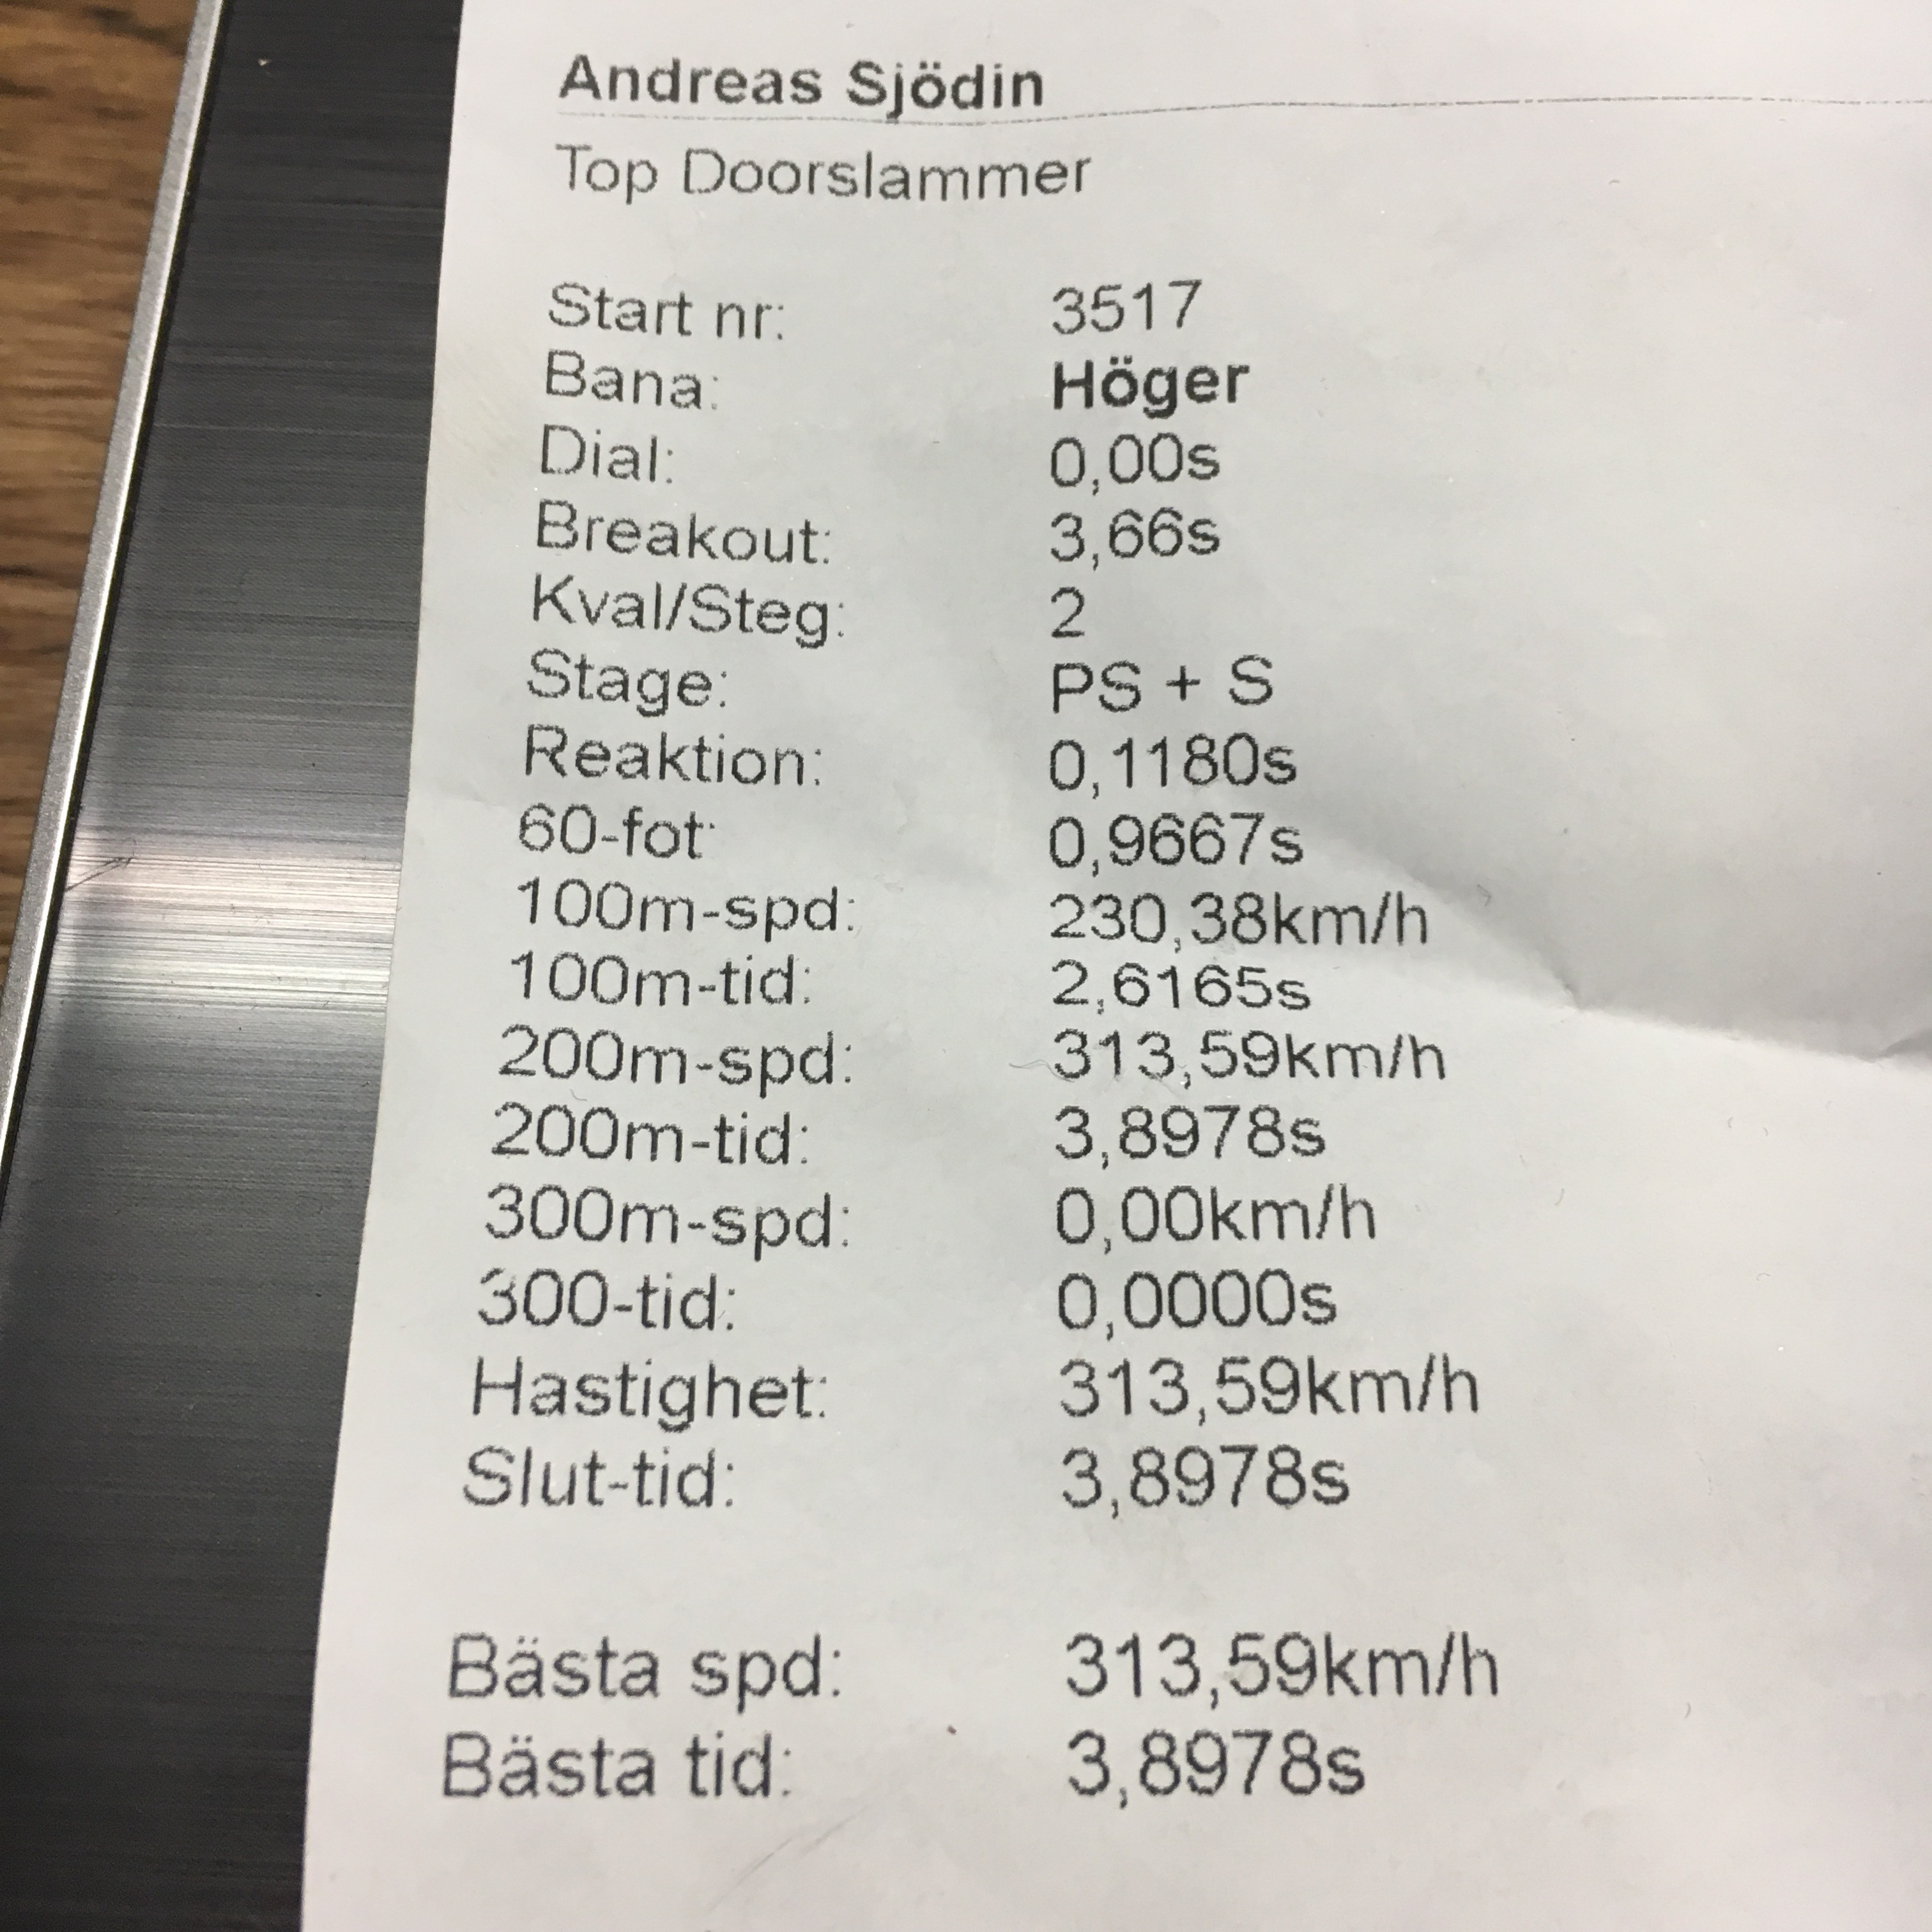 Andreas Sjödin
Top Doorslammer
Start nr: 3517
Bana: Höger
Dial: 0,00s
Breakout: 3,66s
Kval/Steg: 2
Stage: PS + S
Reaktion: 0,1180s
60-fot: 0,9667s
100m-spd: 230,38km/h
100m-tid: 2,6165s
200m-spd: 313,59km/h
200m-tid: 3,8978s
300m-spd: 0,00km/h
300-tid: 0,0000s
Hastighet: 313,59km/h
Slut-tid: 3,8978s
Bästa spd: 313,59km/h
Bästa tid: 3,8978s